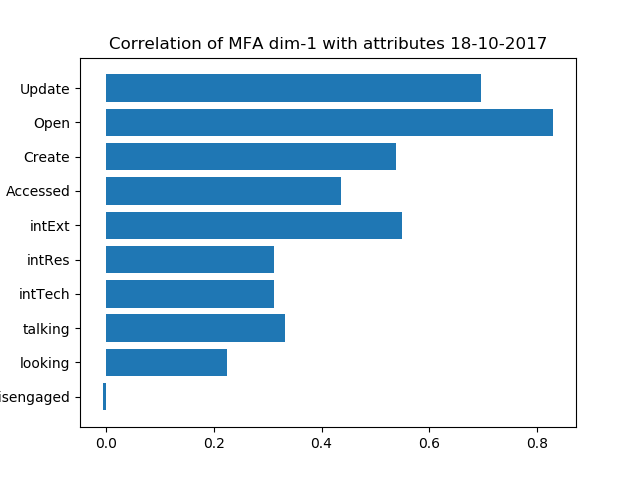 Correlation of MFA dim-1 with attributes 18-10-2017
Update
Open
Create
Accessed
intExt
intRes
intTech
talking
looking
isengaged
0.0 0.2 0.4 0.6 0.8